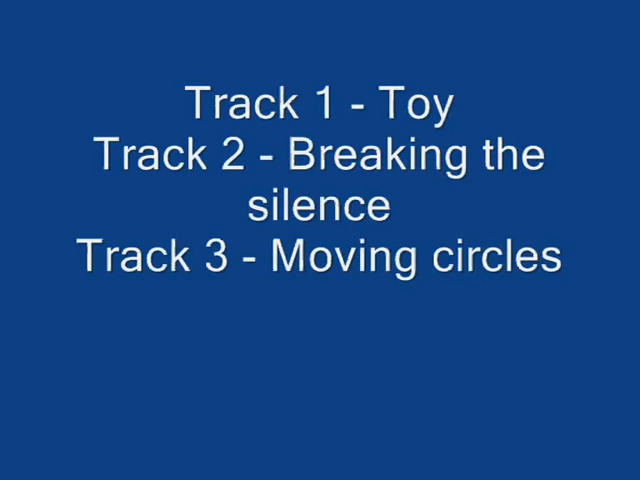 Track 1 - Toy
Track 2 - Breaking the
silence
Track 3 - Moving circles